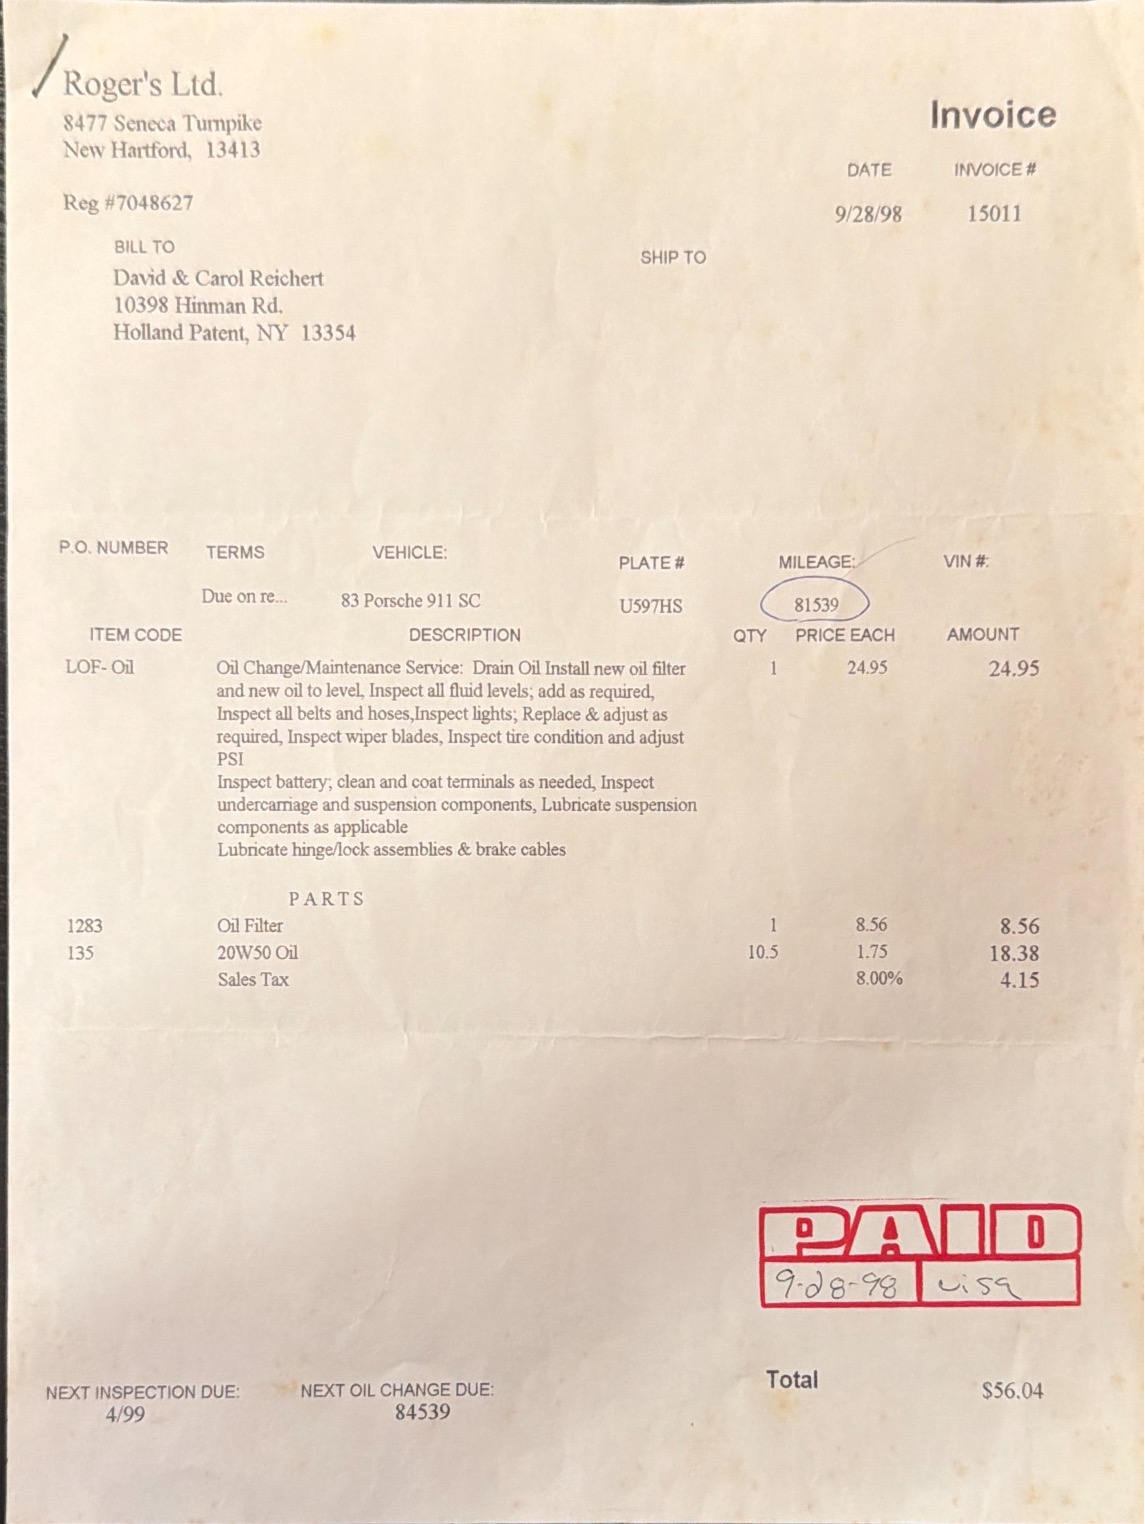 Roger's Ltd.
8477 Seneca Turnpike
New Hartford, 13413
Reg #7048627
Invoice
DATE INVOICE #
9/28/98 15011
BILL TO
David & Carol Reichert
10398 Hinman Rd.
Holland Patent, NY 13354
SHIP TO
P.O. NUMBER TERMS VEHICLE: PLATE # MILEAGE: VIN #:
Due on re... 83 Porsche 911 SC U597HS 81539
ITEM CODE DESCRIPTION QTY PRICE EACH AMOUNT
LOF- Oil Oil Change/Maintenance Service: Drain Oil Install new oil filter 1 24.95 24.95
and new oil to level, Inspect all fluid levels; add as required,
Inspect all belts and hoses,Inspect lights; Replace & adjust as
required, Inspect wiper blades, Inspect tire condition and adjust
PSI
Inspect battery; clean and coat terminals as needed, Inspect
undercarriage and suspension components, Lubricate suspension
components as applicable
Lubricate hinge/lock assemblies & brake cables
PARTS
1283 Oil Filter 1 8.56 8.56
135 20W50 Oil 10.5 1.75 18.38
Sales Tax 8.00% 4.15
PAID
9-28-98 visa
NEXT INSPECTION DUE: NEXT OIL CHANGE DUE: Total
4/99 84539 $56.04